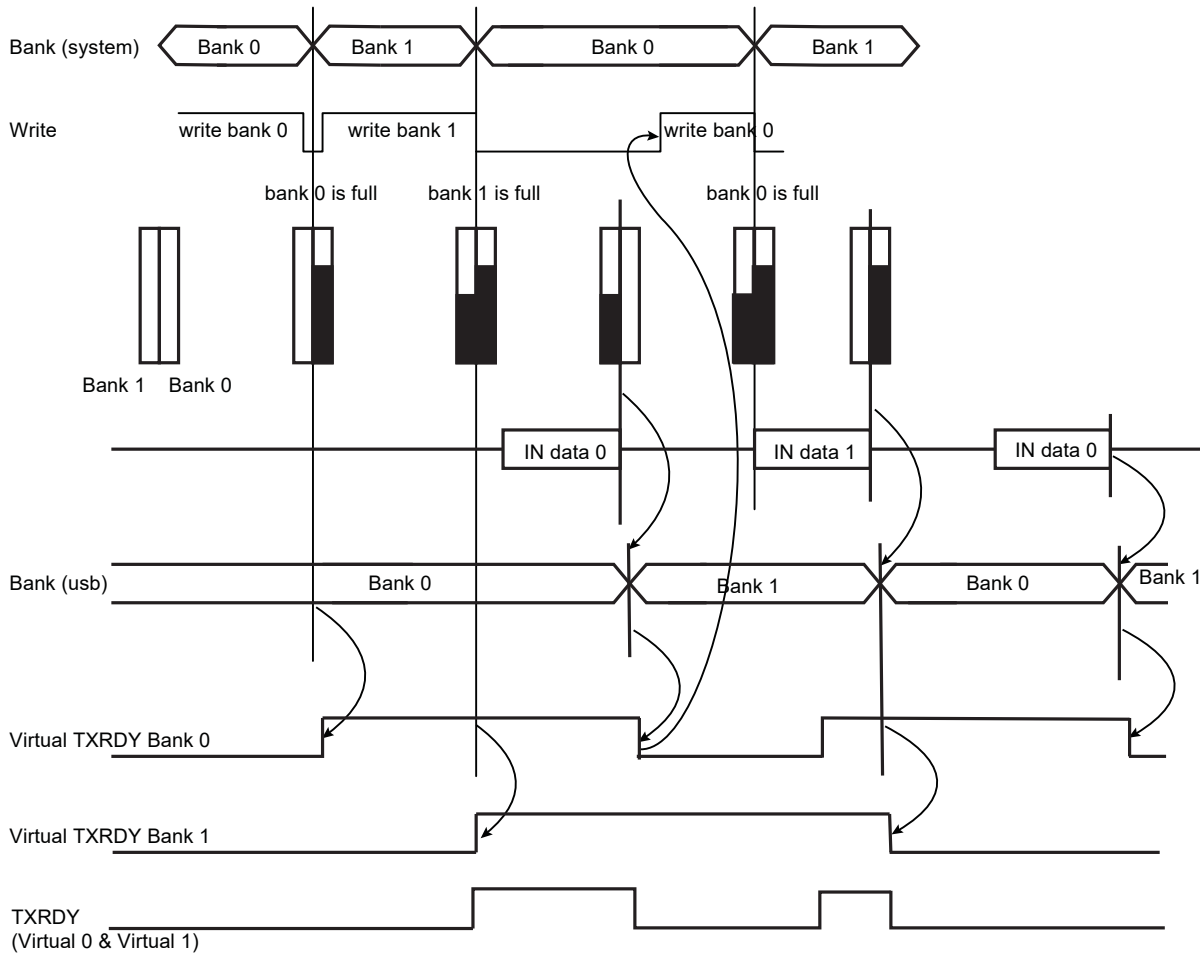 Bank (system)
Bank 0
Bank 1
Bank 0
Bank 1
Write
write bank 0
write bank 1
write bank 0
bank 0 is full
bank 1 is full
bank 0 is full
Bank 1
Bank 0
IN data 0
IN data 1
IN data 0
Bank (usb)
Bank 0
Bank 1
Bank 0
Bank 1
Virtual TXRDY Bank 0
Virtual TXRDY Bank 1
TXRDY
(Virtual 0 & Virtual 1)